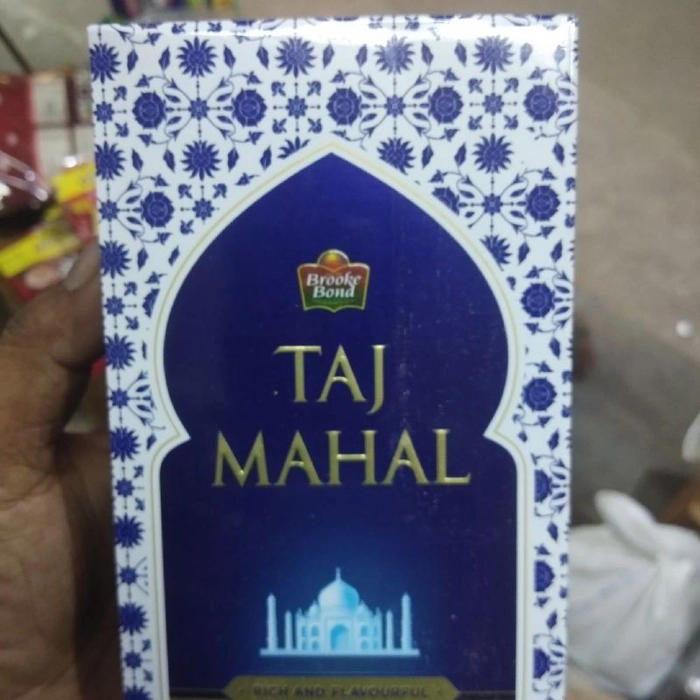 Brooke
Bond
TAJ
MAHAL
RICH AND FLAVOURFUL